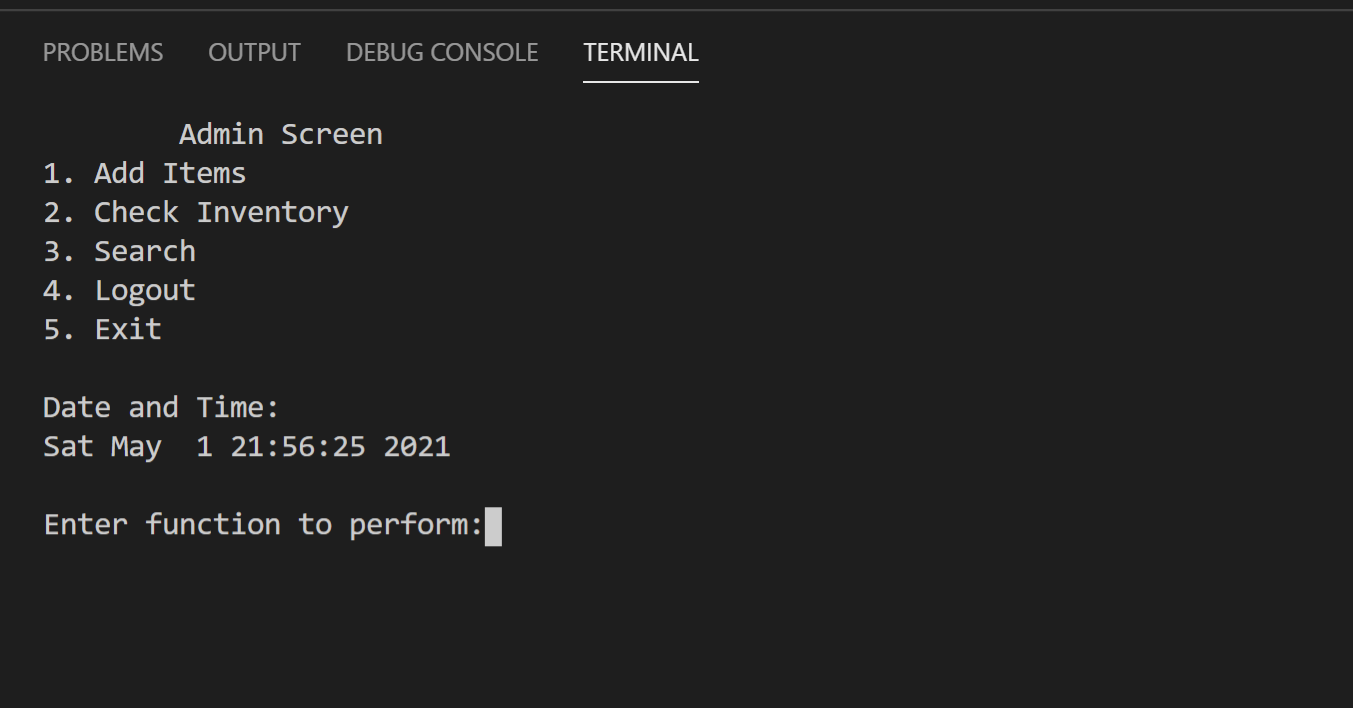 PROBLEMS OUTPUT DEBUG CONSOLE TERMINAL
Admin Screen
1. Add Items
2. Check Inventory
3. Search
4. Logout
5. Exit
Date and Time:
Sat May  1 21:56:25 2021
Enter function to perform: